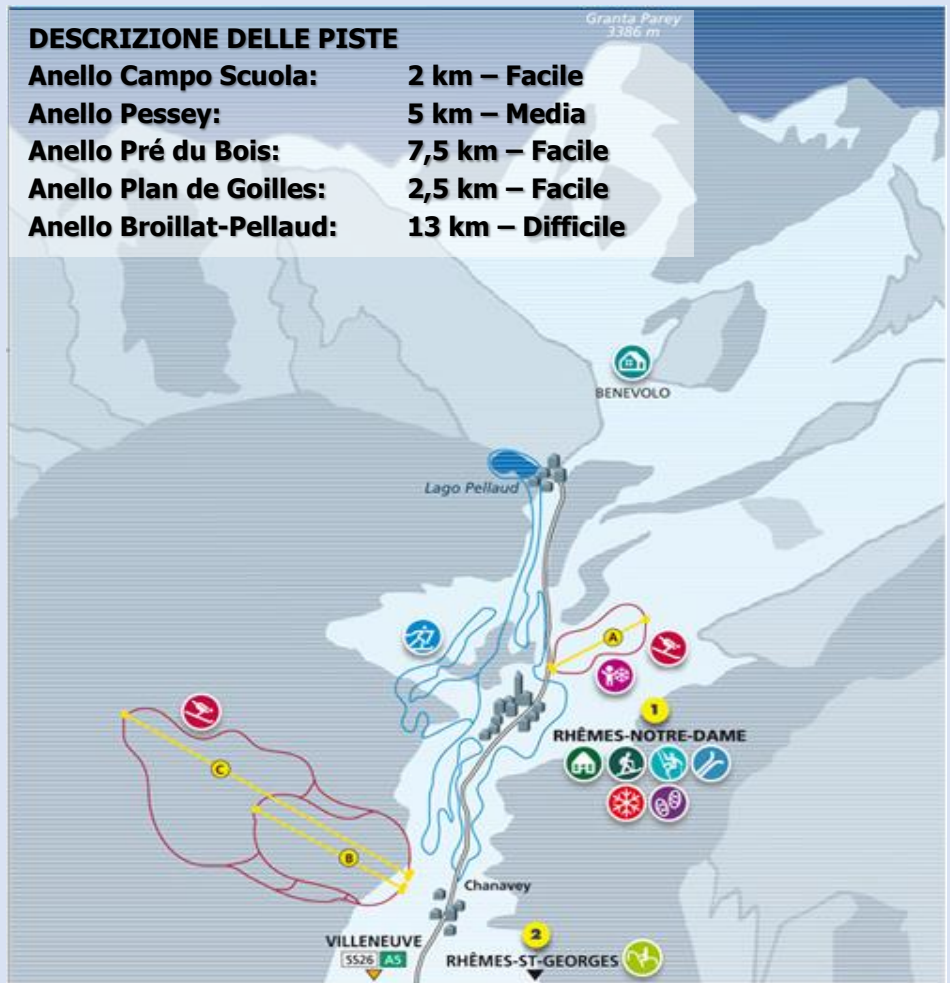 Granta Parey
3386 m
DESCRIZIONE DELLE PISTE
Anello Campo Scuola: 2 km – Facile
Anello Pessey: 5 km – Media
Anello Pré du Bois: 7,5 km – Facile
Anello Plan de Goilles: 2,5 km – Facile
Anello Broillat-Pellaud: 13 km – Difficile
BENEVOLO
Lago Pellaud
A
1
RHÊMES-NOTRE-DAME
C
B
Chanavey
VILLENEUVE
SS26 A5
2
RHÊMES-ST-GEORGES